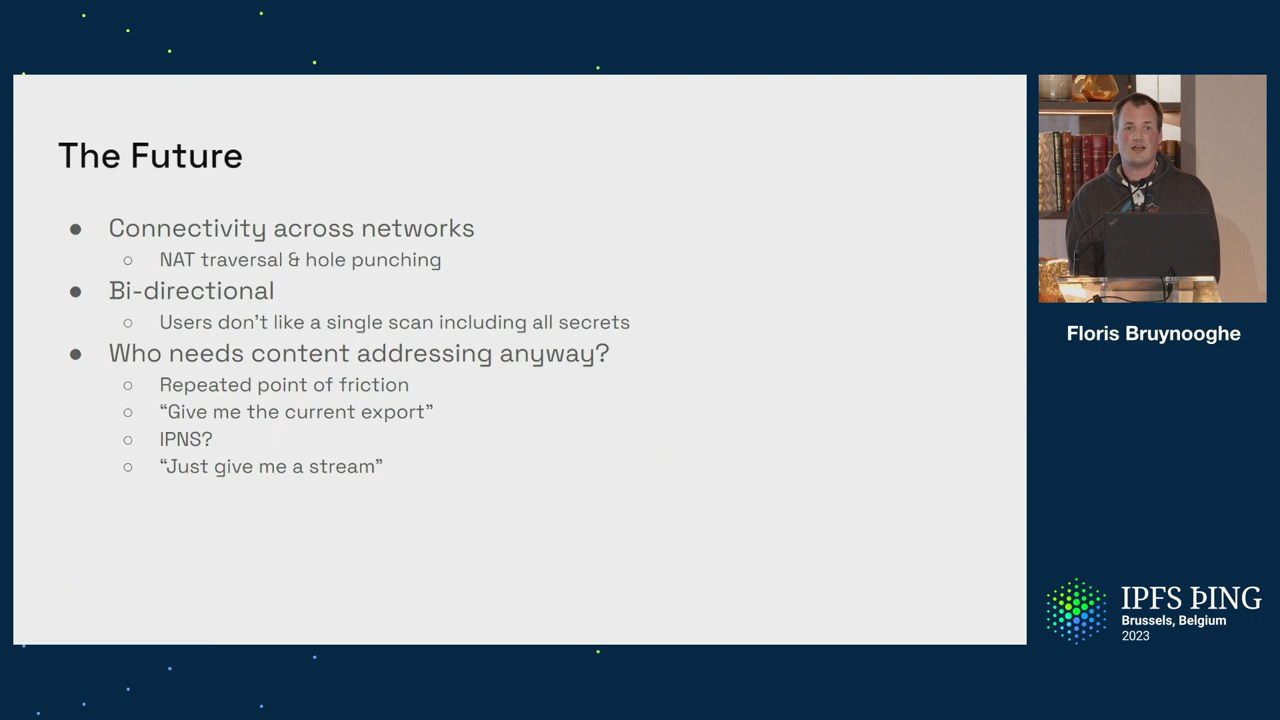 The Future
● Connectivity across networks
○ NAT traversal & hole punching
● Bi-directional
○ Users don’t like a single scan including all secrets
● Who needs content addressing anyway?
○ Repeated point of friction
○ “Give me the current export”
○ IPNS?
○ “Just give me a stream”
Floris Bruynooghe
IPFS ÞING
Brussels, Belgium
2023